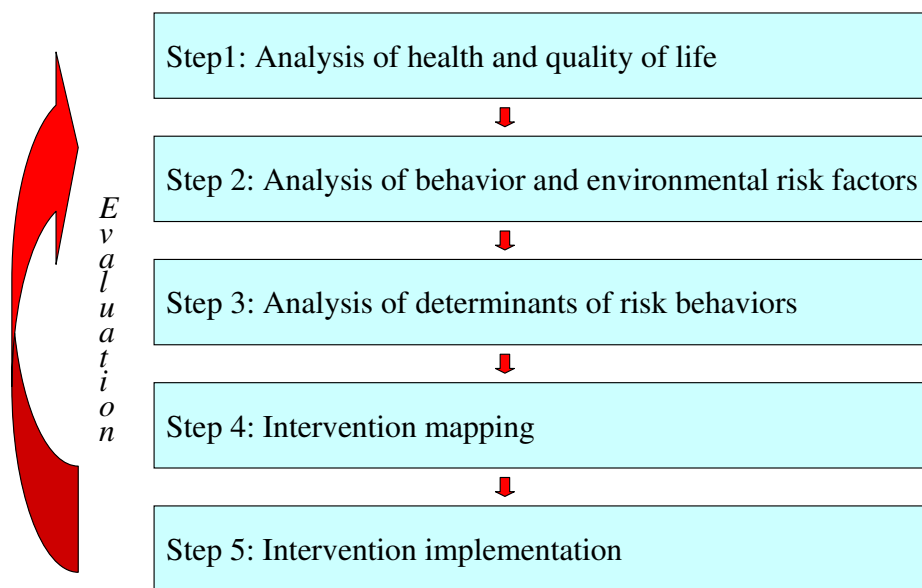 Step1: Analysis of health and quality of life
Step 2: Analysis of behavior and environmental risk factors
Step 3: Analysis of determinants of risk behaviors
Step 4: Intervention mapping
Step 5: Intervention implementation
Evaluation